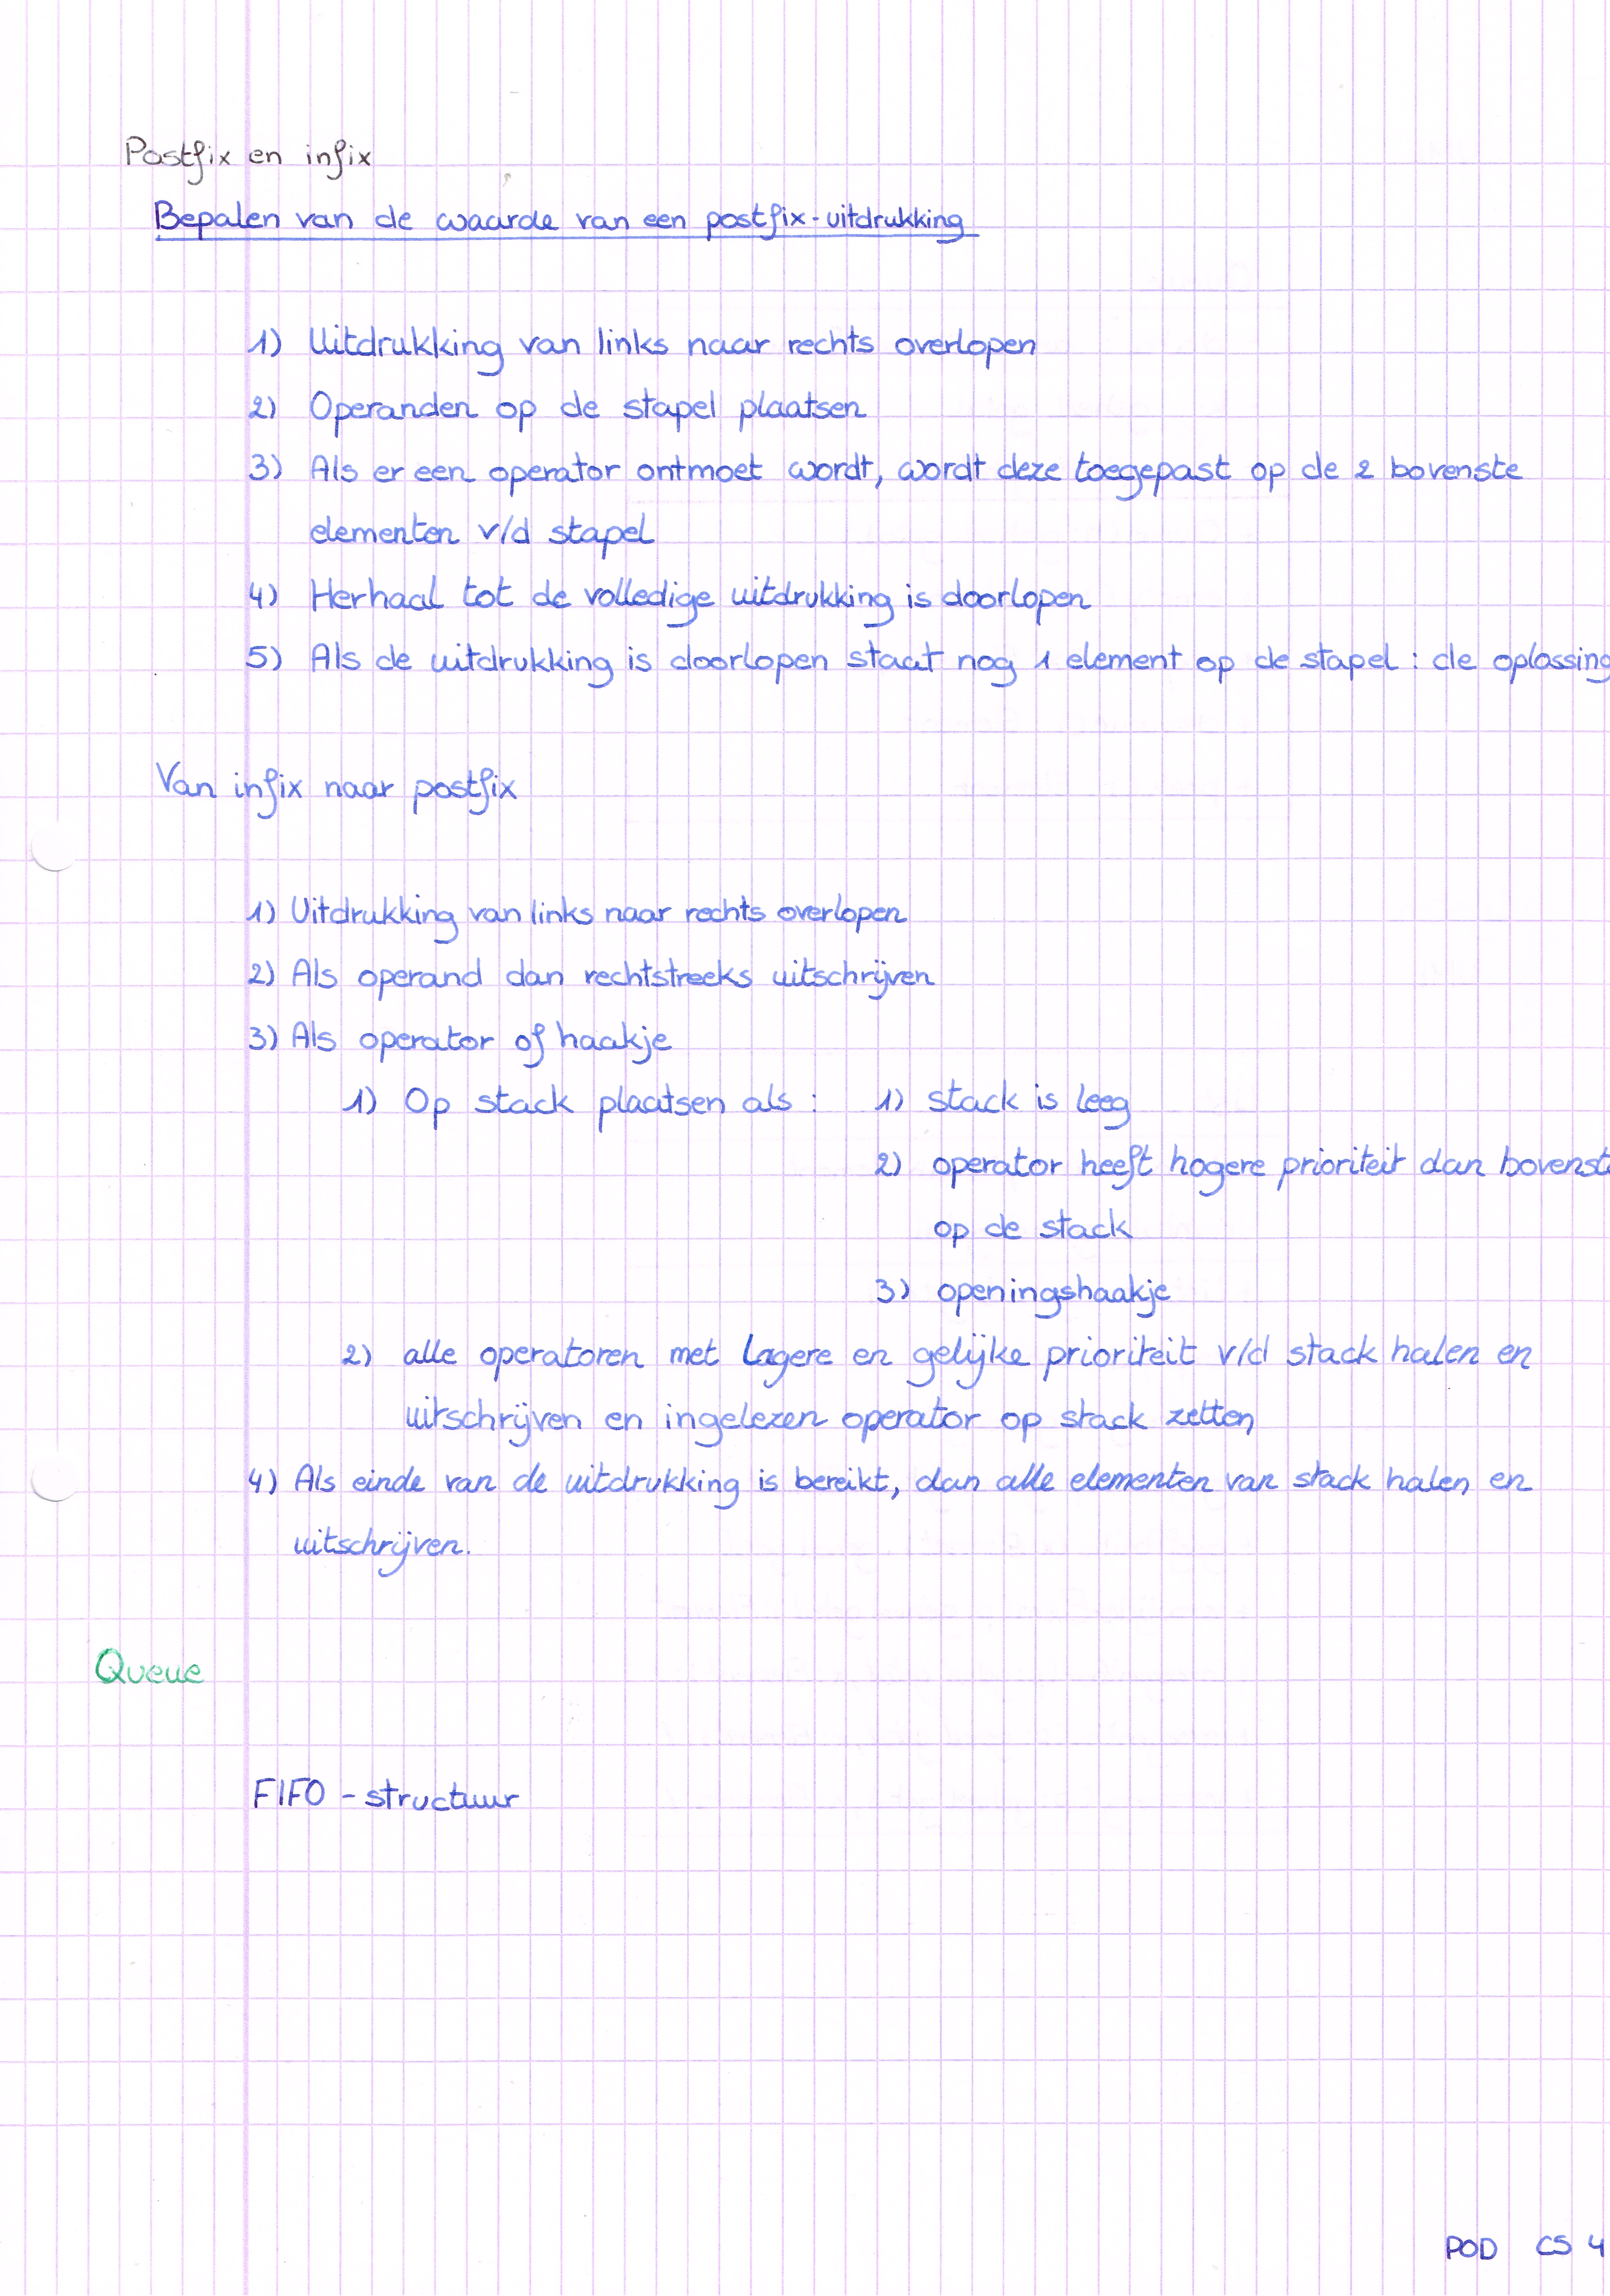 Postfix en infix
Bepalen van de waarde van een postfix-uitdrukking
1) Uitdrukking van links naar rechts overlopen
2) Operanden op de stapel plaatsen
3) Als er een operator ontmoet wordt, wordt deze toegepast op de 2 bovenste
elementen v/d stapel
4) Herhaal tot de volledige uitdrukking is doorlopen
5) Als de uitdrukking is doorlopen staat nog 1 element op de stapel : de oplossing
Van infix naar postfix
1) Uitdrukking van links naar rechts overlopen
2) Als operand dan rechtstreeks uitschrijven
3) Als operator of haakje
1) Op stack plaatsen als : 1) stack is leeg
2) operator heeft hogere prioriteit dan bovenste
op de stack
3) openingshaakje
2) alle operatoren met lagere en gelijke prioriteit v/d stack halen en
uitschrijven en ingelezen operator op stack zetten
4) Als einde van de uitdrukking is bereikt, dan alle elementen van stack halen en
uitschrijven.
Queue
FIFO - structuur
POD CS 4